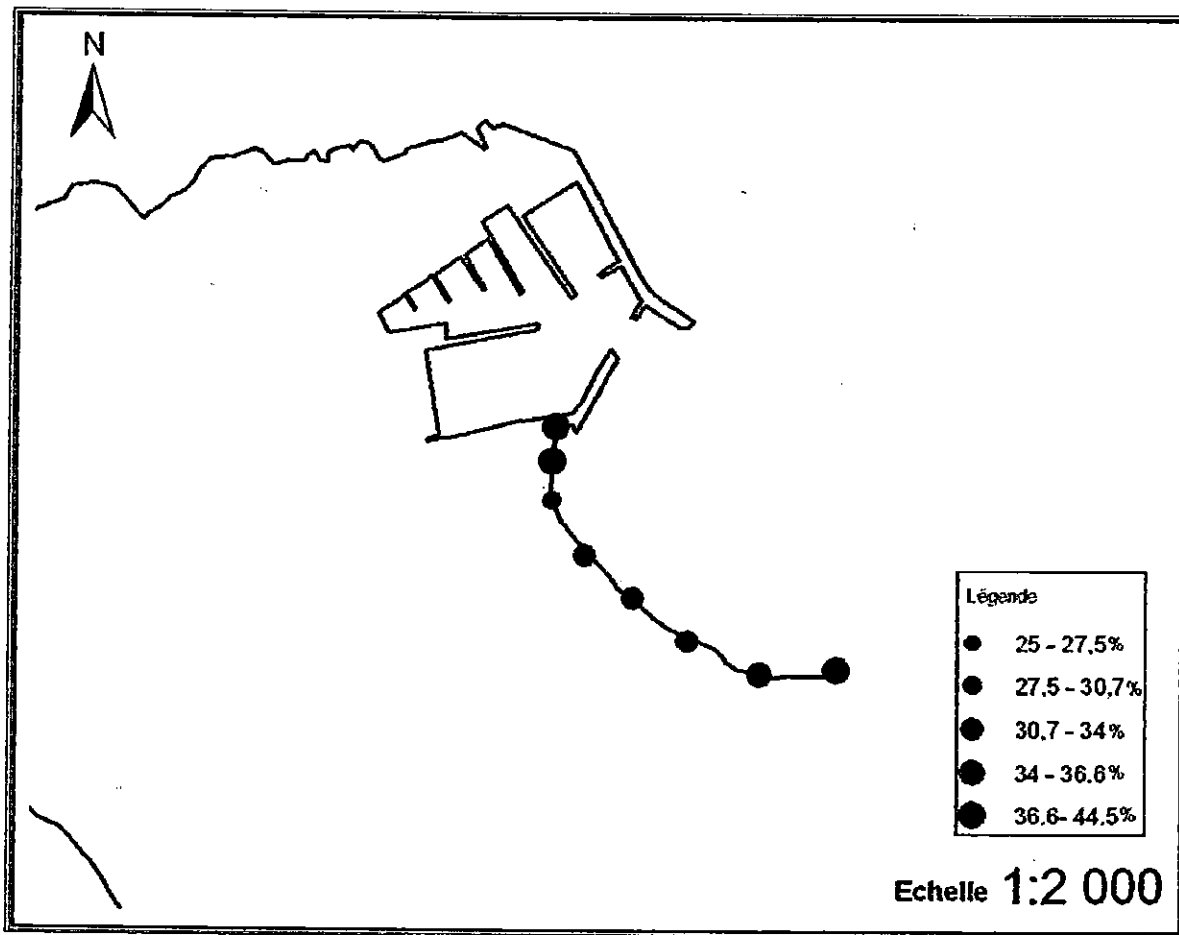 N
Légende
25 - 27,5%
27,5 - 30,7%
30,7 - 34%
34 - 36.6%
36,6- 44,5%
Echelle 1:2 000